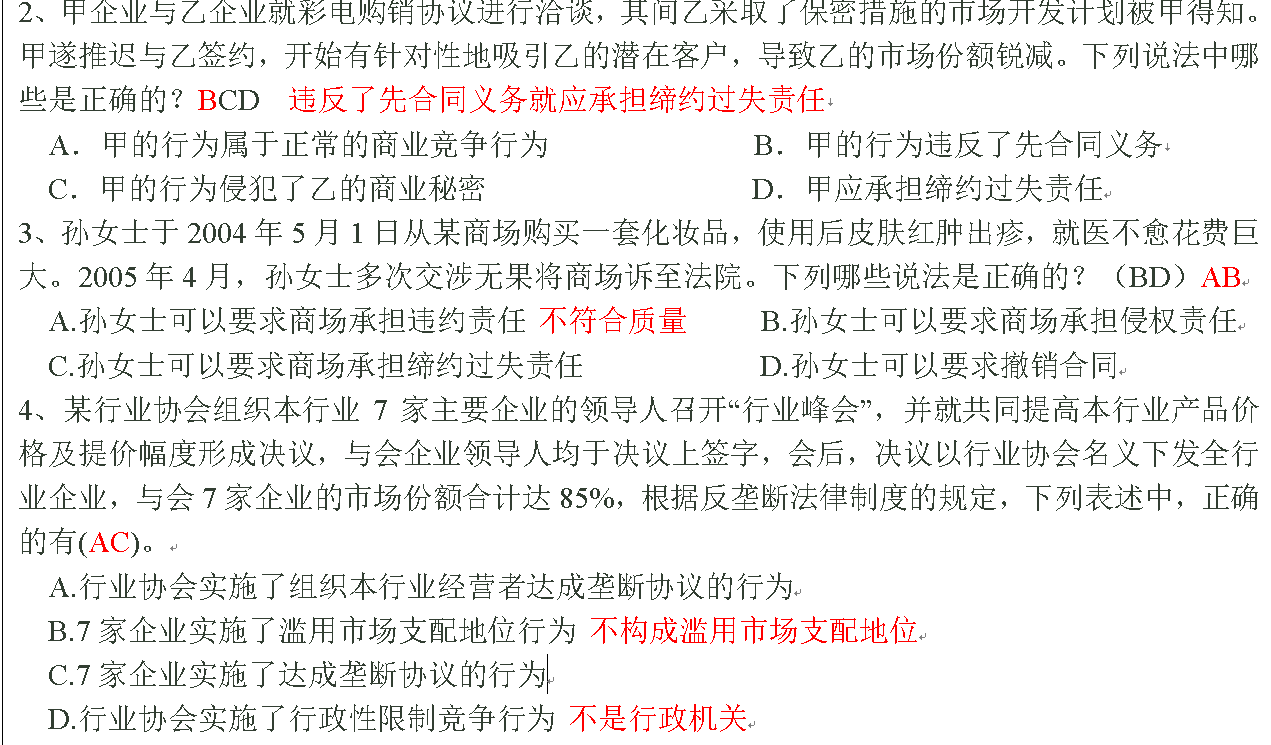 2、甲企业与乙企业就彩电购销协议进行洽谈，其间乙采取了保密措施的市场开发计划被甲得知。
甲遂推迟与乙签约，开始有针对性地吸引乙的潜在客户，导致乙的市场份额锐减。下列说法中哪
些是正确的？BCD 违反了先合同义务就应承担缔约过失责任
A．甲的行为属于正常的商业竞争行为 B．甲的行为违反了先合同义务
C．甲的行为侵犯了乙的商业秘密 D．甲应承担缔约过失责任
3、孙女士于 2004 年 5 月 1 日从某商场购买一套化妆品，使用后皮肤红肿出疹，就医不愈花费巨
大。2005 年 4 月，孙女士多次交涉无果将商场诉至法院。下列哪些说法是正确的？（BD）AB
A.孙女士可以要求商场承担违约责任 不符合质量 B.孙女士可以要求商场承担侵权责任
C.孙女士可以要求商场承担缔约过失责任 D.孙女士可以要求撤销合同
4、某行业协会组织本行业 7 家主要企业的领导人召开“行业峰会”，并就共同提高本行业产品价
格及提价幅度形成决议，与会企业领导人均于决议上签字，会后，决议以行业协会名义下发全行
业企业，与会 7 家企业的市场份额合计达 85%，根据反垄断法律制度的规定，下列表述中，正确
的有(AC)。
A.行业协会实施了组织本行业经营者达成垄断协议的行为
B.7 家企业实施了滥用市场支配地位行为 不构成滥用市场支配地位
C.7 家企业实施了达成垄断协议的行为
D.行业协会实施了行政性限制竞争行为 不是行政机关